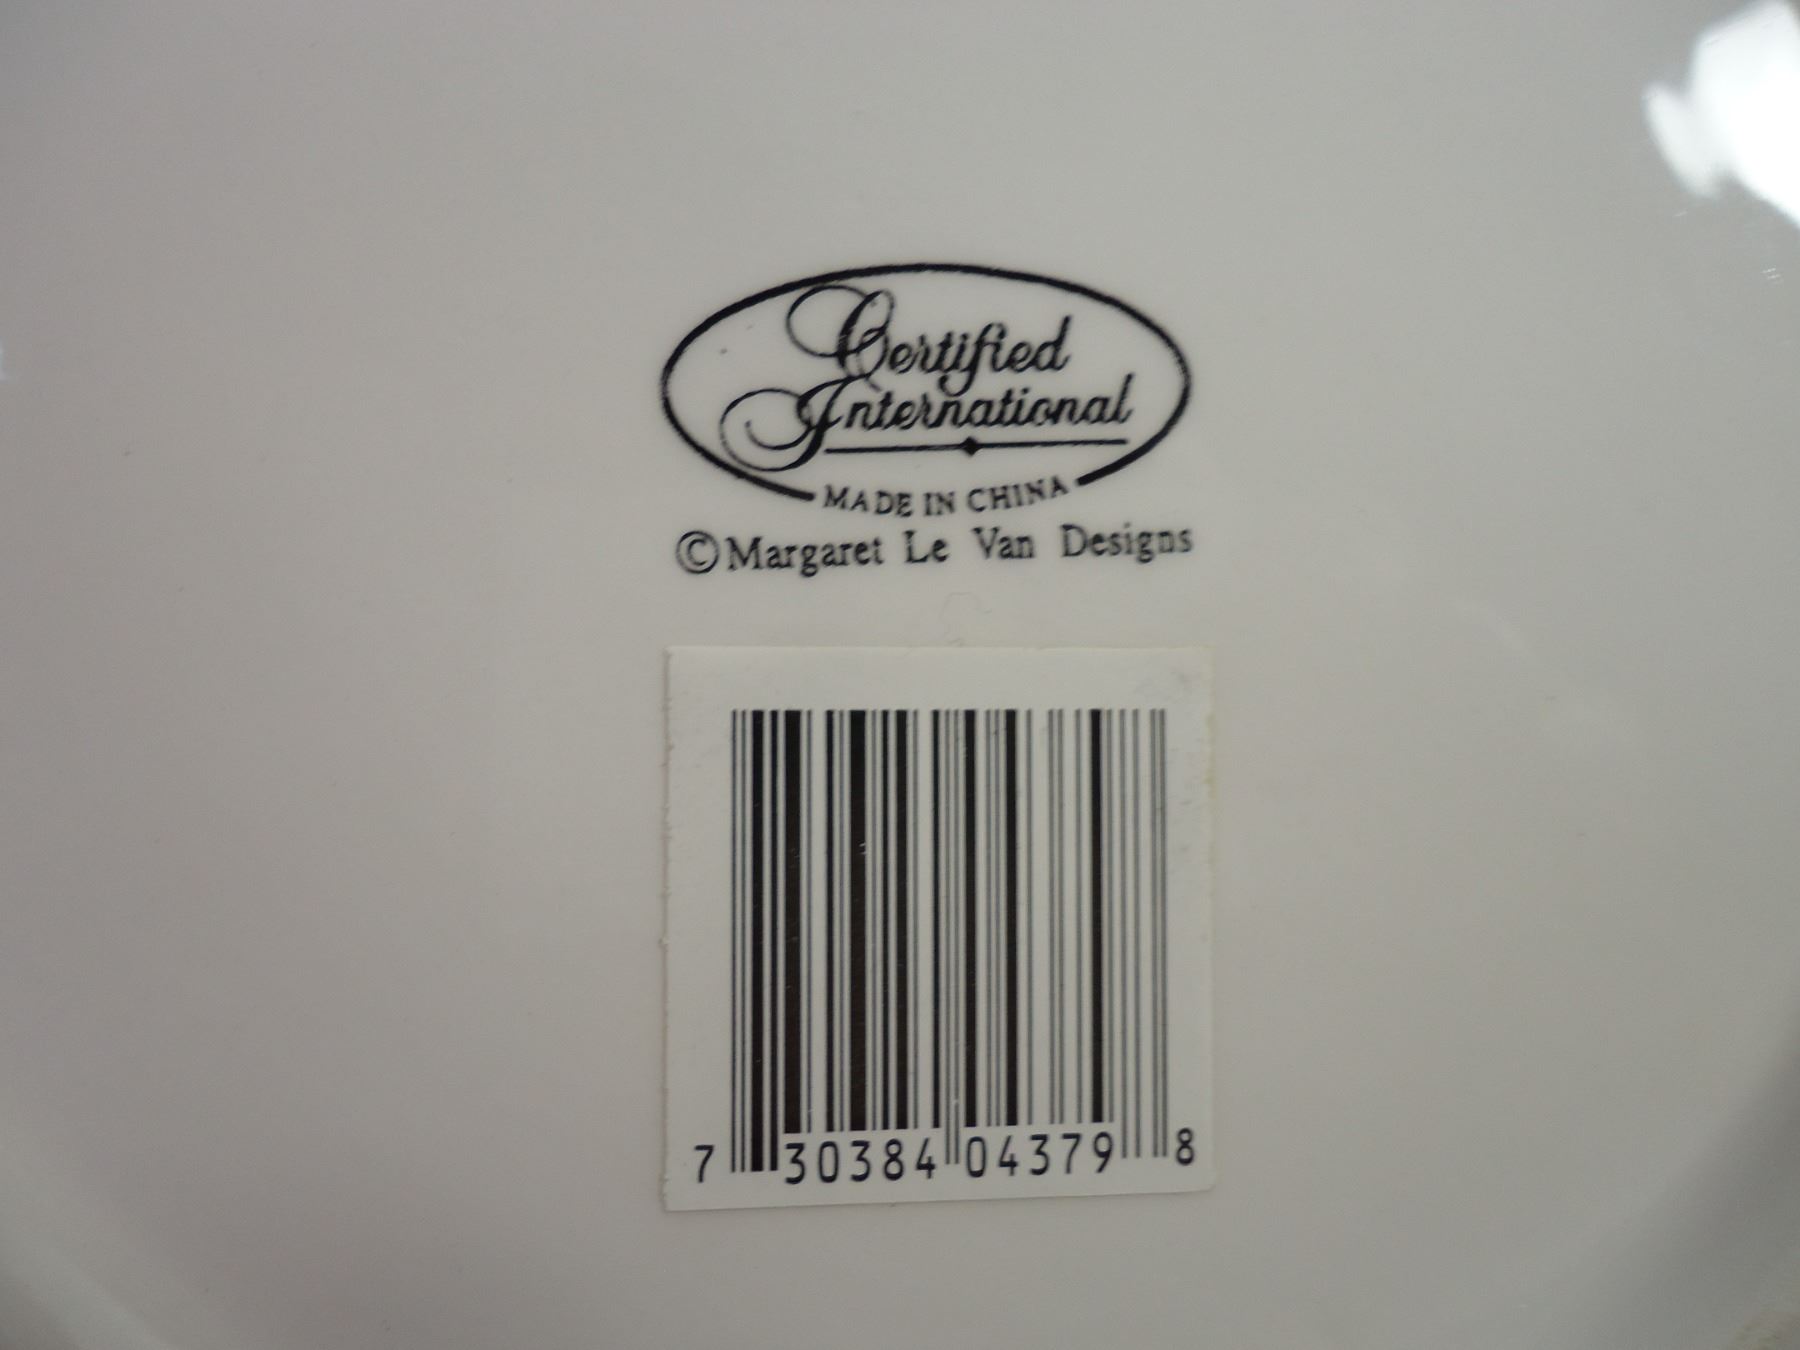 Certified
International
MADE IN CHINA
©Margaret Le Van Designs
7 30384 04379 8